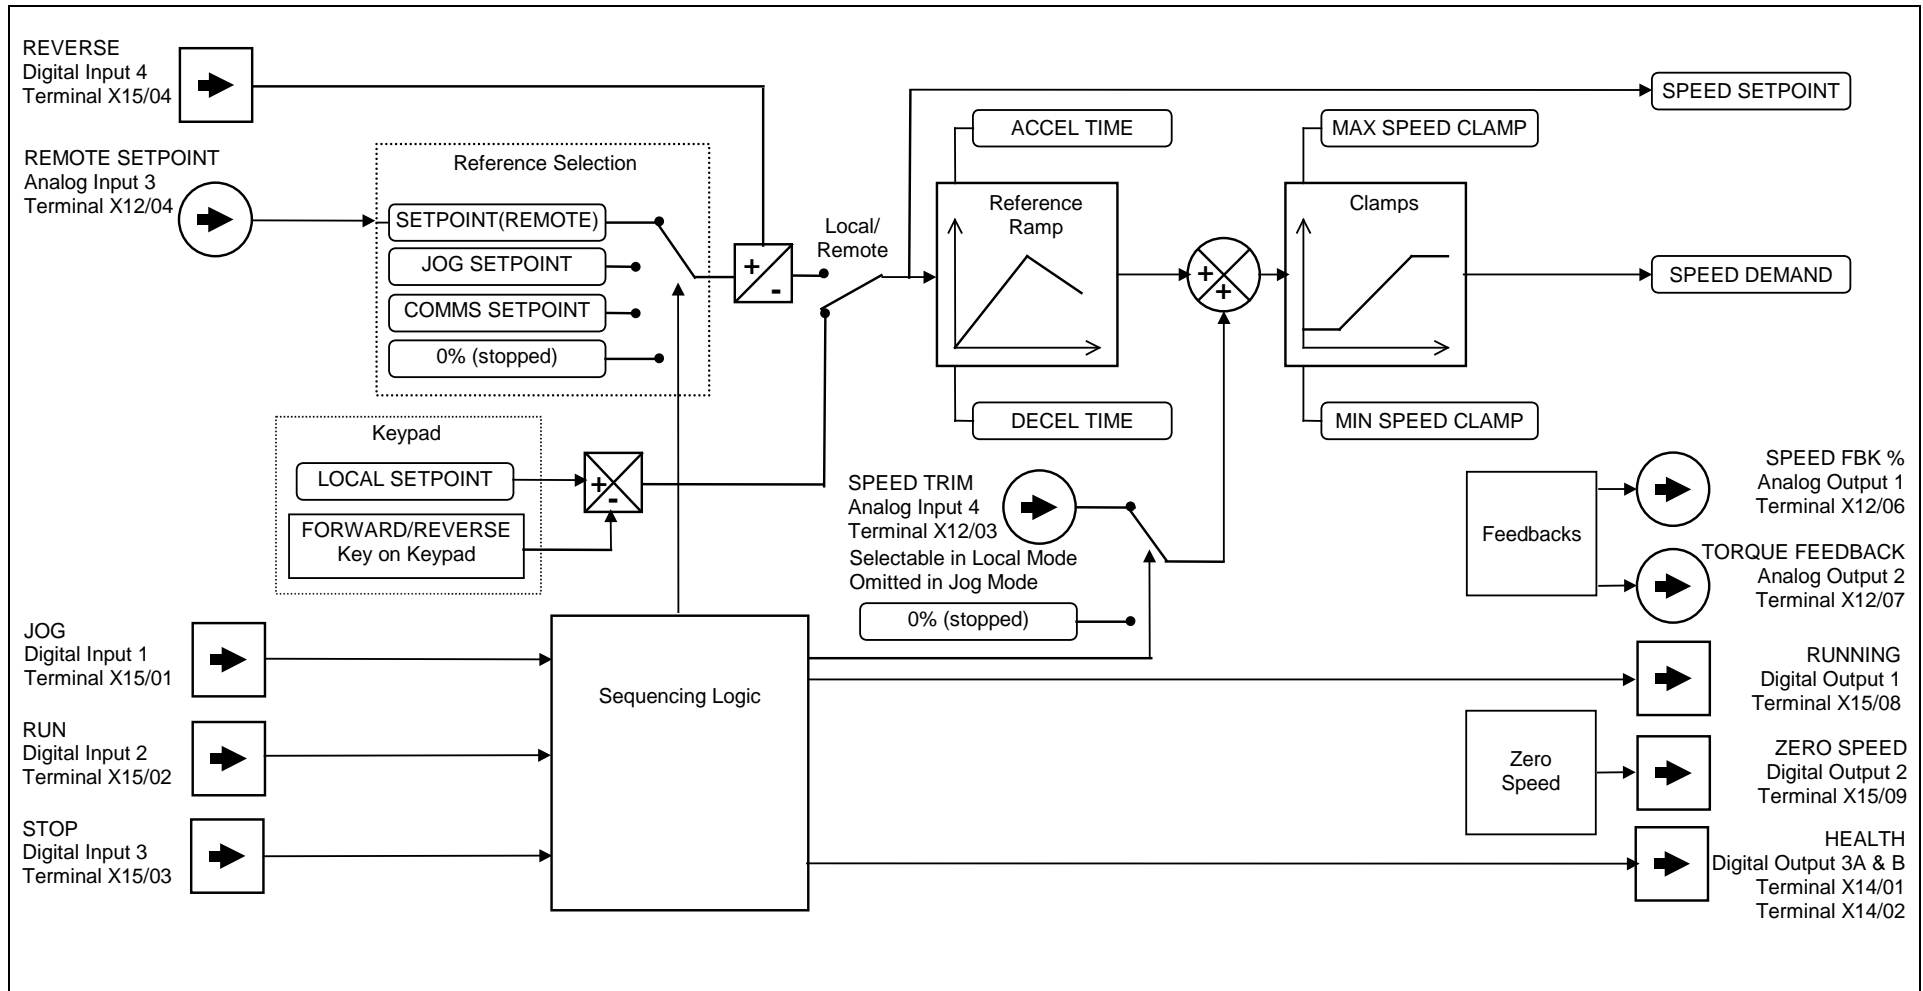 REVERSE
Digital Input 4
Terminal X15/04
REMOTE SETPOINT
Analog Input 3
Terminal X12/04
Reference Selection
SETPOINT(REMOTE)
JOG SETPOINT
COMMS SETPOINT
0% (stopped)
+
-
Local/
Remote
Keypad
LOCAL SETPOINT
FORWARD/REVERSE
Key on Keypad
+
-
ACCEL TIME
Reference
Ramp
DECEL TIME
+
+
MAX SPEED CLAMP
Clamps
MIN SPEED CLAMP
SPEED SETPOINT
SPEED DEMAND
SPEED TRIM
Analog Input 4
Terminal X12/03
Selectable in Local Mode
Omitted in Jog Mode
0% (stopped)
Feedbacks
SPEED FBK %
Analog Output 1
Terminal X12/06
TORQUE FEEDBACK
Analog Output 2
Terminal X12/07
JOG
Digital Input 1
Terminal X15/01
RUN
Digital Input 2
Terminal X15/02
STOP
Digital Input 3
Terminal X15/03
Sequencing Logic
RUNNING
Digital Output 1
Terminal X15/08
Zero
Speed
ZERO SPEED
Digital Output 2
Terminal X15/09
HEALTH
Digital Output 3A & B
Terminal X14/01
Terminal X14/02